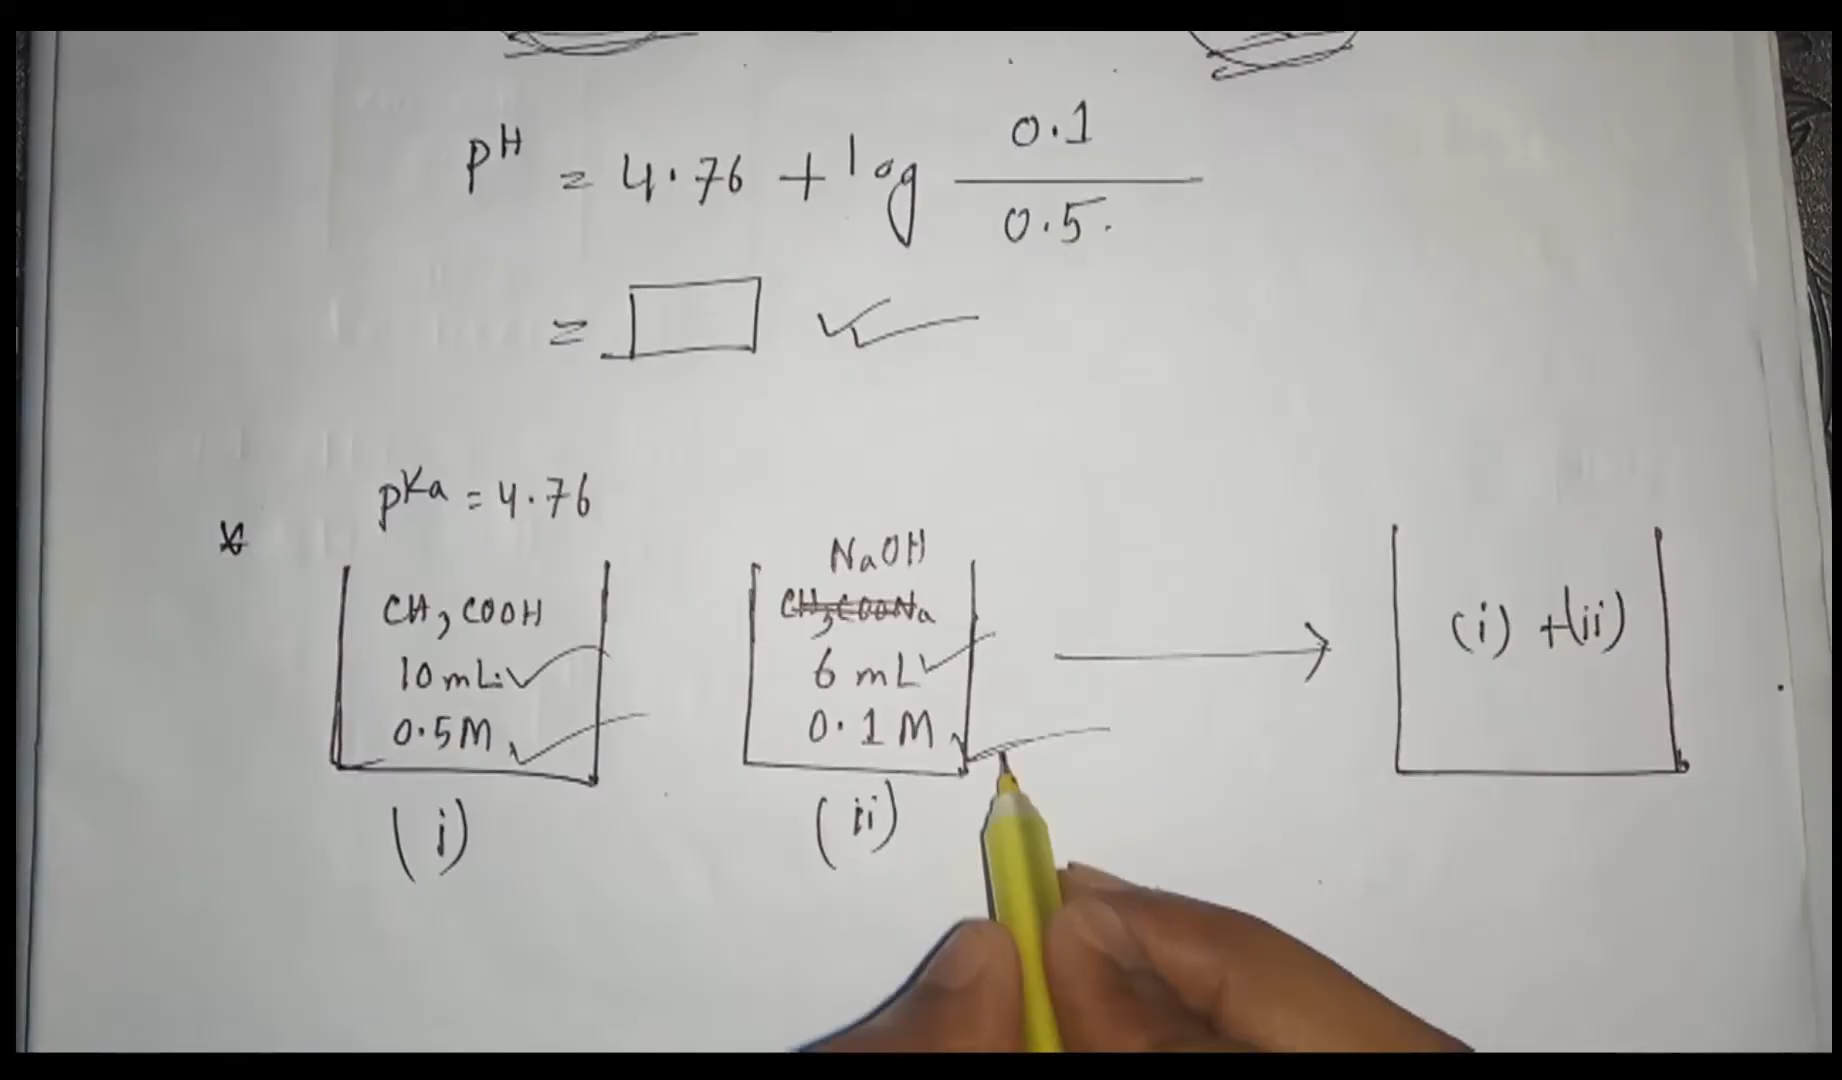 pH = 4.76 + log 0.1 / 0.5.
=
pKa = 4.76
NaOH
CH3COOH
CH3COONa
10 mL
6 mL
(i) + (ii)
0.5 M
0.1 M
(i)
(ii)